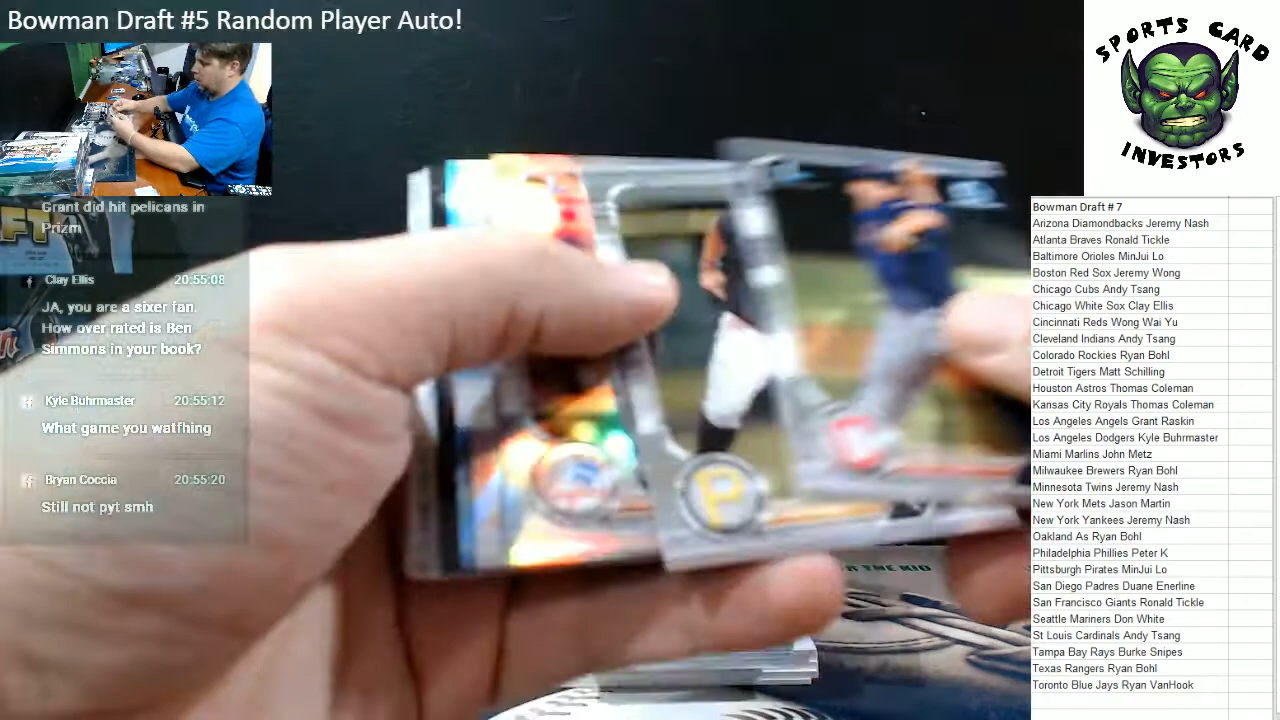 Bowman Draft #5 Random Player Auto!
SPORTS CARD
INVESTORS
Grant did hit pelicans in
Prizm
Clay Ellis 20:55:08
JA, you are a sixer fan.
How over rated is Ben
Simmons in your book?
Kyle Buhrmaster 20:55:12
What game you watfhing
Bryan Coccia 20:55:20
Still not pyt smh
P
C
THE KID
Bowman Draft # 7
Arizona Diamondbacks Jeremy Nash
Atlanta Braves Ronald Tickle
Baltimore Orioles MinJui Lo
Boston Red Sox Jeremy Wong
Chicago Cubs Andy Tsang
Chicago White Sox Clay Ellis
Cincinnati Reds Wong Wai Yu
Cleveland Indians Andy Tsang
Colorado Rockies Ryan Bohl
Detroit Tigers Matt Schilling
Houston Astros Thomas Coleman
Kansas City Royals Thomas Coleman
Los Angeles Angels Grant Raskin
Los Angeles Dodgers Kyle Buhrmaster
Miami Marlins John Metz
Milwaukee Brewers Ryan Bohl
Minnesota Twins Jeremy Nash
New York Mets Jason Martin
New York Yankees Jeremy Nash
Oakland As Ryan Bohl
Philadelphia Phillies Peter K
Pittsburgh Pirates MinJui Lo
San Diego Padres Duane Enerline
San Francisco Giants Ronald Tickle
Seattle Mariners Don White
St Louis Cardinals Andy Tsang
Tampa Bay Rays Burke Snipes
Texas Rangers Ryan Bohl
Toronto Blue Jays Ryan VanHook